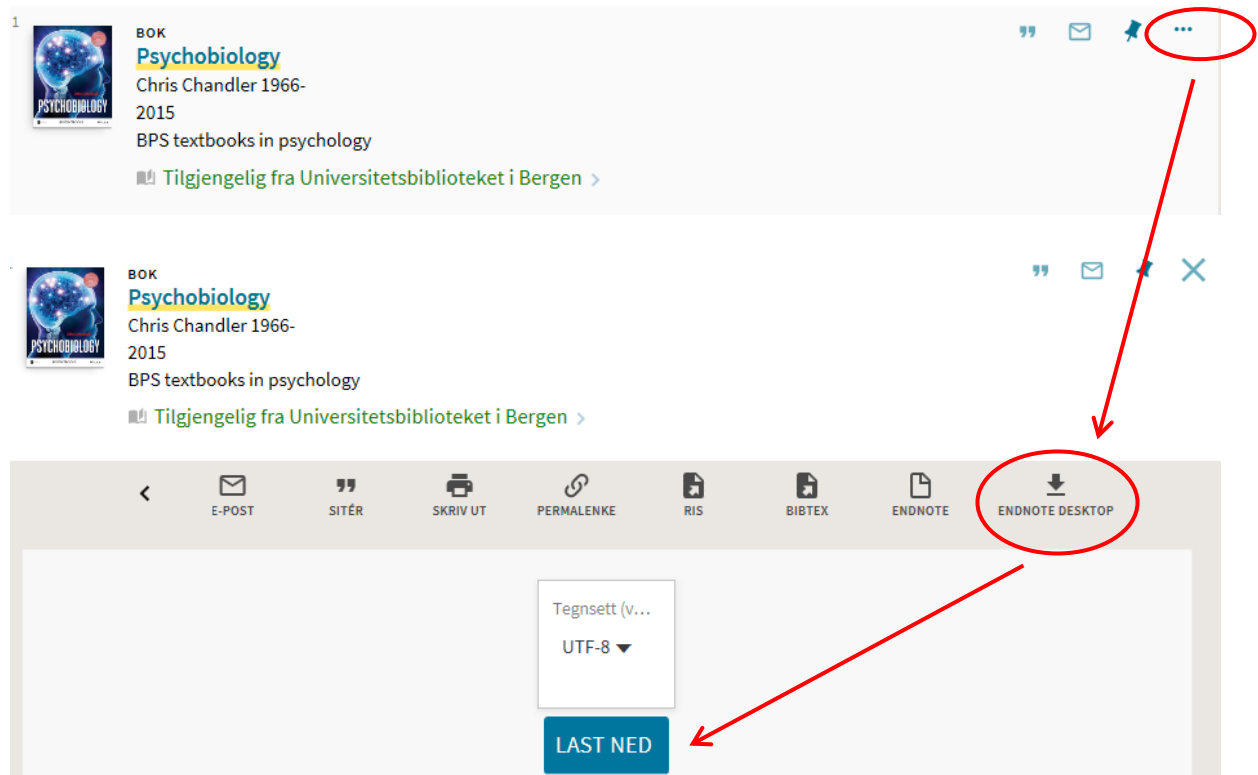 1
BOK
Psychobiology
Chris Chandler 1966-
2015
BPS textbooks in psychology
Tilgjengelig fra Universitetsbiblioteket i Bergen >
PSYCHOBIOLOGY
BOK
Psychobiology
Chris Chandler 1966-
2015
BPS textbooks in psychology
Tilgjengelig fra Universitetsbiblioteket i Bergen >
PSYCHOBIOLOGY
E-POST
SITÉR
SKRIV UT
PERMALENKE
RIS
BIBTEX
ENDNOTE
ENDNOTE DESKTOP
Tegnsett (v...
UTF-8
LAST NED